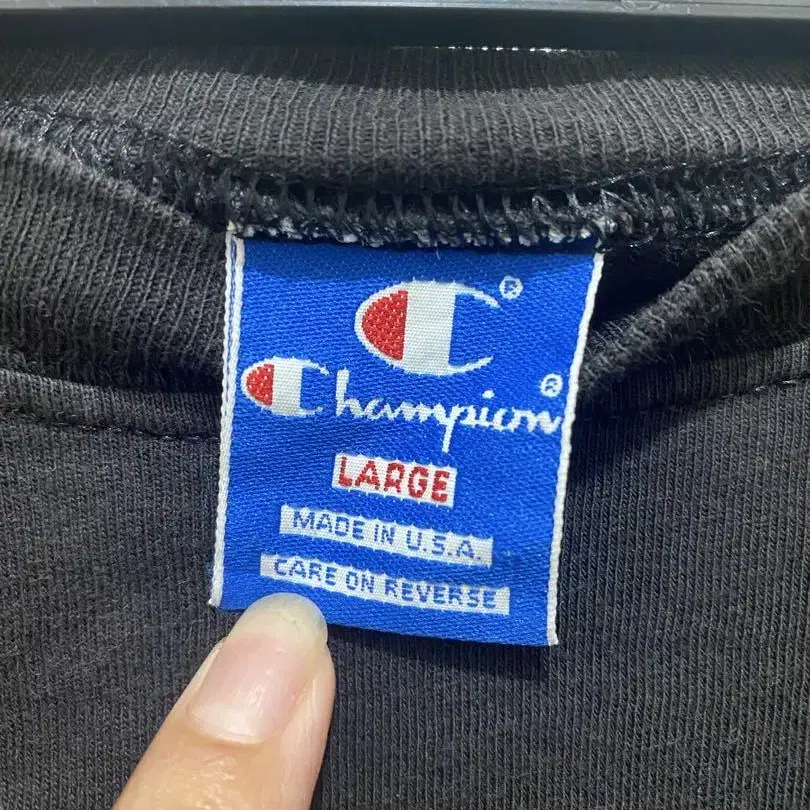 ®
Champion®
LARGE
MADE IN U.S.A.
CARE ON REVERSE